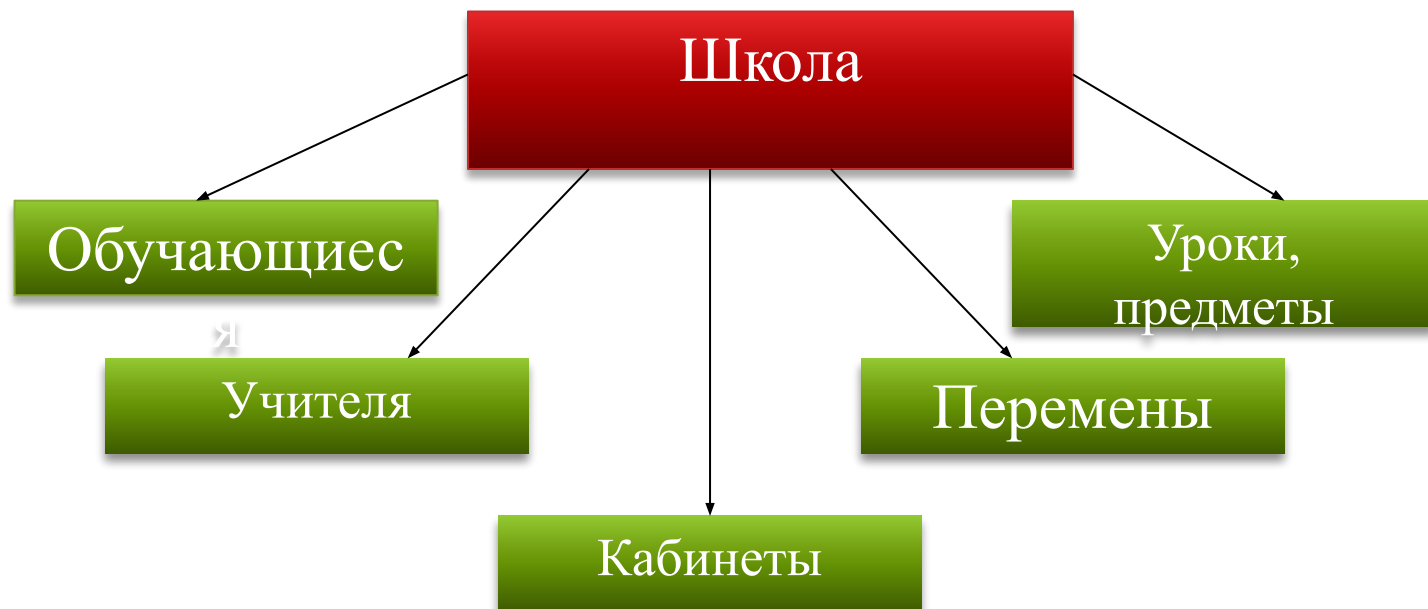 Школа
Обучающиес
я
Уроки,
предметы
Учителя
Перемены
Кабинеты